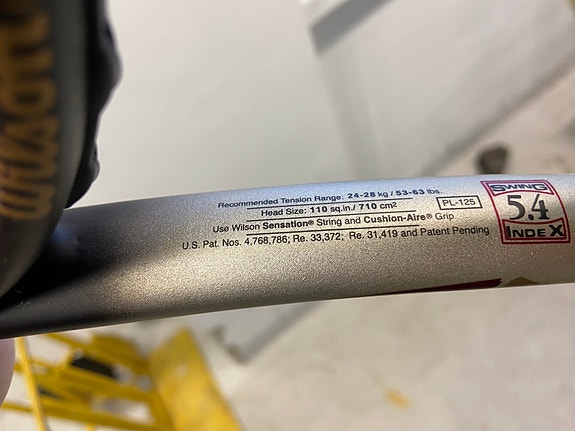 Wilson
Recommended Tension Range: 24-28 kg / 53-63 lbs.
Head Size: 110 sq.in./ 710 cm²
PL-125
Use Wilson Sensation® String and Cushion-Aire® Grip
U.S. Pat. Nos. 4,768,786; Re. 33,372; Re. 31,419 and Patent Pending
SWING
5.4
INDEX